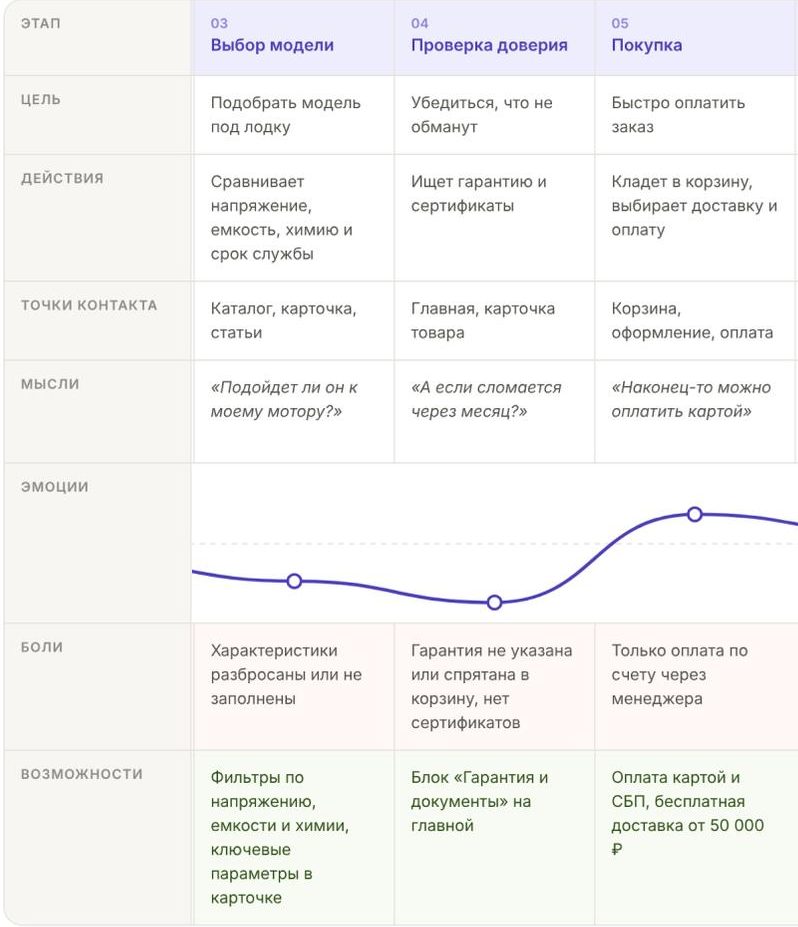 ЭТАП
03
Выбор модели
04
Проверка доверия
05
Покупка
ЦЕЛЬ
Подобрать модель
под лодку
Убедиться, что не
обманут
Быстро оплатить
заказ
ДЕЙСТВИЯ
Сравнивает
напряжение,
емкость, химию и
срок службы
Ищет гарантию и
сертификаты
Кладет в корзину,
выбирает доставку и
оплату
ТОЧКИ КОНТАКТА
Каталог, карточка,
статьи
Главная, карточка
товара
Корзина,
оформление, оплата
МЫСЛИ
«Подойдет ли он к
моему мотору?»
«А если сломается
через месяц?»
«Наконец-то можно
оплатить картой»
ЭМОЦИИ
БОЛИ
Характеристики
разбросаны или не
заполнены
Гарантия не указана
или спрятана в
корзину, нет
сертификатов
Только оплата по
счету через
менеджера
ВОЗМОЖНОСТИ
Фильтры по
напряжению,
емкости и химии,
ключевые
параметры в
карточке
Блок «Гарантия и
документы» на
главной
Оплата картой и
СБП, бесплатная
доставка от 50 000
₽